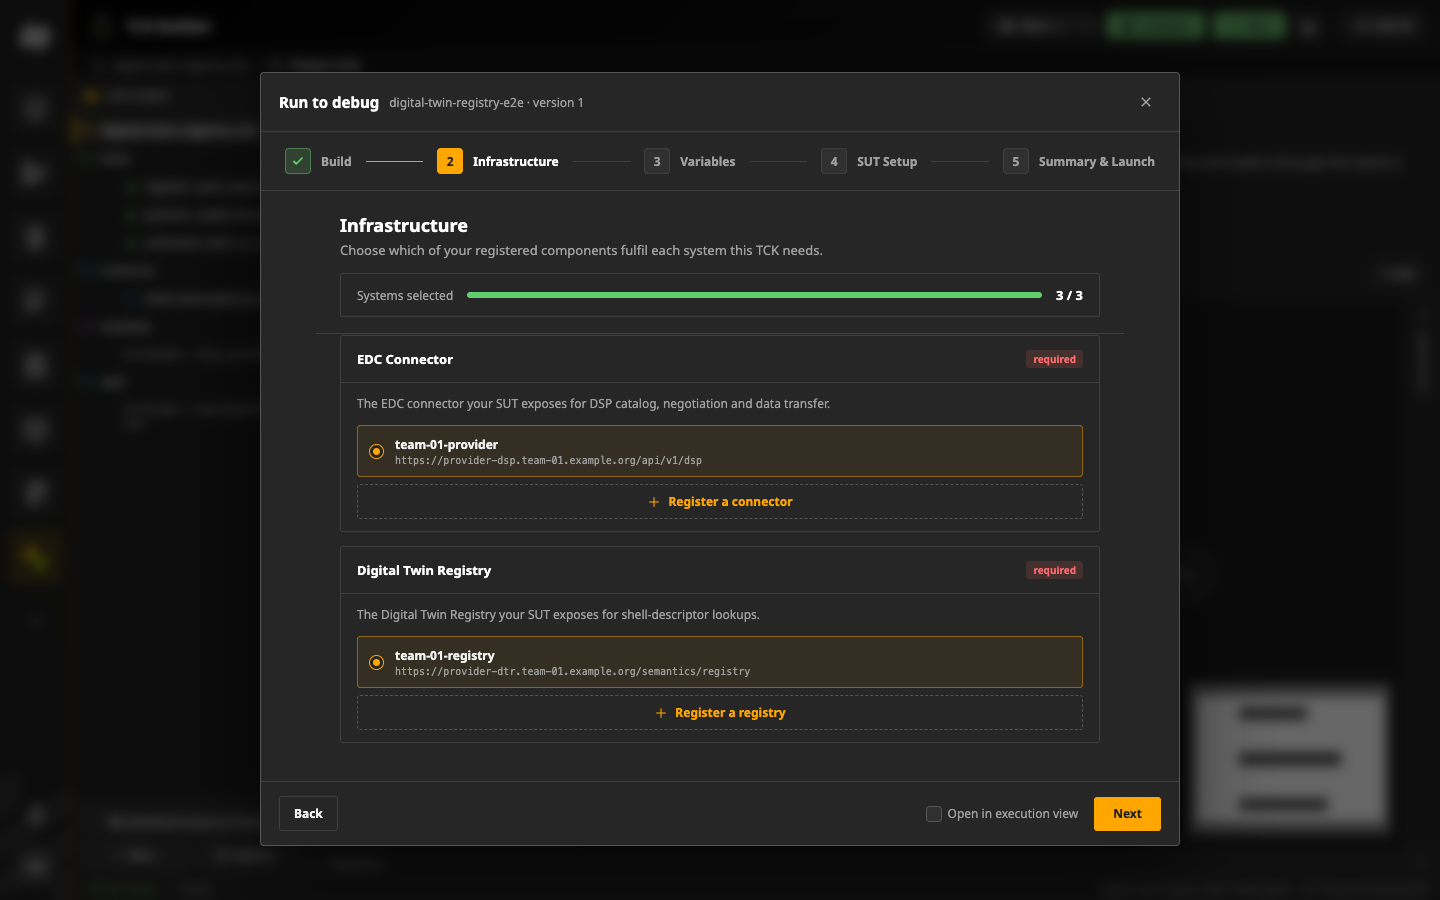 Run to debug digital-twin-registry-e2e · version 1
Build 2 Infrastructure 3 Variables 4 SUT Setup 5 Summary & Launch
Infrastructure
Choose which of your registered components fulfil each system this TCK needs.
Systems selected 3 / 3
EDC Connector required
The EDC connector your SUT exposes for DSP catalog, negotiation and data transfer.
team-01-provider
https://provider-dsp.team-01.example.org/api/v1/dsp
+ Register a connector
Digital Twin Registry required
The Digital Twin Registry your SUT exposes for shell-descriptor lookups.
team-01-registry
https://provider-dtr.team-01.example.org/semantics/registry
+ Register a registry
Back Open in execution view Next